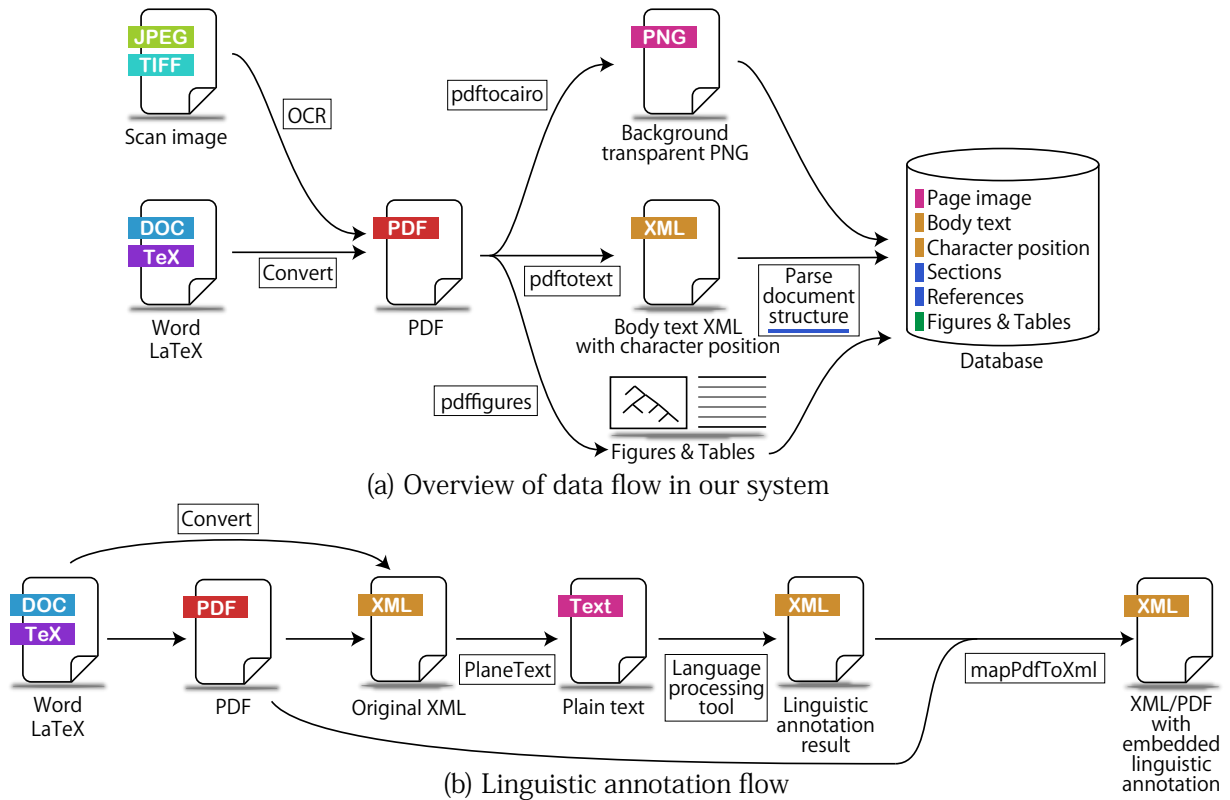 JPEG
TIFF
Scan image
OCR
DOC
TeX
Word
LaTeX
Convert
PDF
PDF
pdftocairo
PNG
Background
transparent PNG
pdftotext
XML
Body text XML
with character position
Parse
document
structure
pdffigures
Figures & Tables
Page image
Body text
Character position
Sections
References
Figures & Tables
Database
(a) Overview of data flow in our system
Convert
DOC
TeX
Word
LaTeX
PDF
PDF
XML
Original XML
PlaneText
Text
Plain text
Language
processing
tool
XML
Linguistic
annotation
result
mapPdfToXml
XML
XML/PDF
with
embedded
linguistic
annotation
(b) Linguistic annotation flow